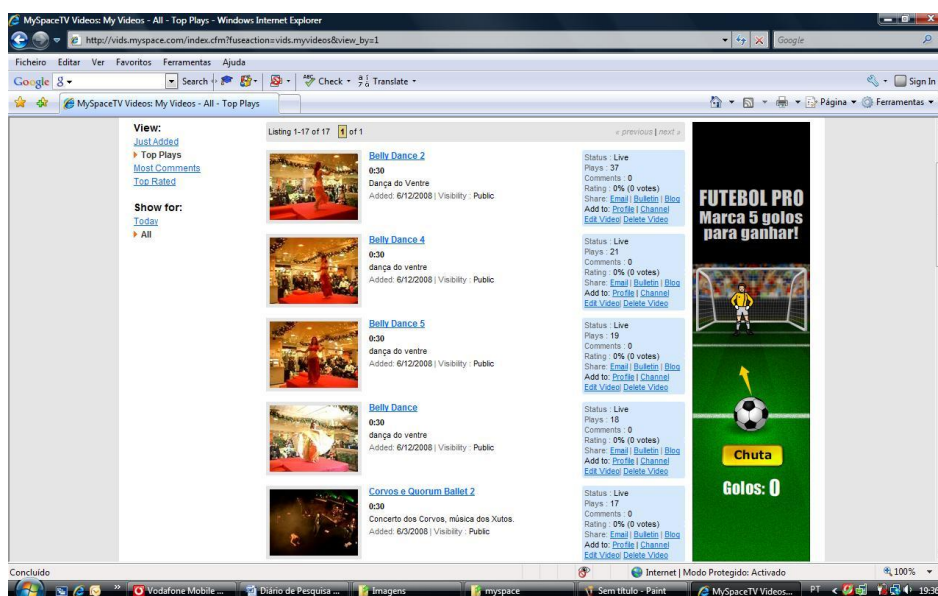 MySpaceTV Videos: My Videos - All - Top Plays - Windows Internet Explorer
http://vids.myspace.com/index.cfm?fuseaction=vids.myvideos&view_by=1
Google
Ficheiro Editar Ver Favoritos Ferramentas Ajuda
Google Search Check Translate Sign In
MySpaceTV Videos: My Videos - All - Top Plays Página Ferramentas
View:
Just Added
Top Plays
Most Comments
Top Rated
Show for:
Today
All
Listing 1-17 of 17 1 of 1 « previous | next »
Belly Dance 2
0:30
Dança do Ventre
Added: 6/12/2008 | Visibility : Public
Status : Live
Plays : 37
Comments : 0
Rating : 0% (0 votes)
Share: Email | Bulletin | Blog
Add to: Profile | Channel
Edit Video| Delete Video
Belly Dance 4
0:30
dança do ventre
Added: 6/12/2008 | Visibility : Public
Status : Live
Plays : 21
Comments : 0
Rating : 0% (0 votes)
Share: Email | Bulletin | Blog
Add to: Profile | Channel
Edit Video| Delete Video
Belly Dance 5
0:30
dança do ventre
Added: 6/12/2008 | Visibility : Public
Status : Live
Plays : 19
Comments : 0
Rating : 0% (0 votes)
Share: Email | Bulletin | Blog
Add to: Profile | Channel
Edit Video| Delete Video
Belly Dance
0:30
dança do ventre
Added: 6/12/2008 | Visibility : Public
Status : Live
Plays : 18
Comments : 0
Rating : 0% (0 votes)
Share: Email | Bulletin | Blog
Add to: Profile | Channel
Edit Video| Delete Video
Corvos e Quorum Ballet 2
0:30
Concerto dos Corvos, música dos Xutos.
Added: 6/3/2008 | Visibility : Public
Status : Live
Plays : 17
Comments : 0
Rating : 0% (0 votes)
Share: Email | Bulletin | Blog
Add to: Profile | Channel
Edit Video| Delete Video
FUTEBOL PRO
Marca 5 golos
para ganhar!
Chuta
Golos: 0
Concluído Internet | Modo Protegido: Activado 100%
Vodafone Mobile ... Diário de Pesquisa ... Imagens myspace Sem título - Paint MySpaceTV Videos... PT 19:36